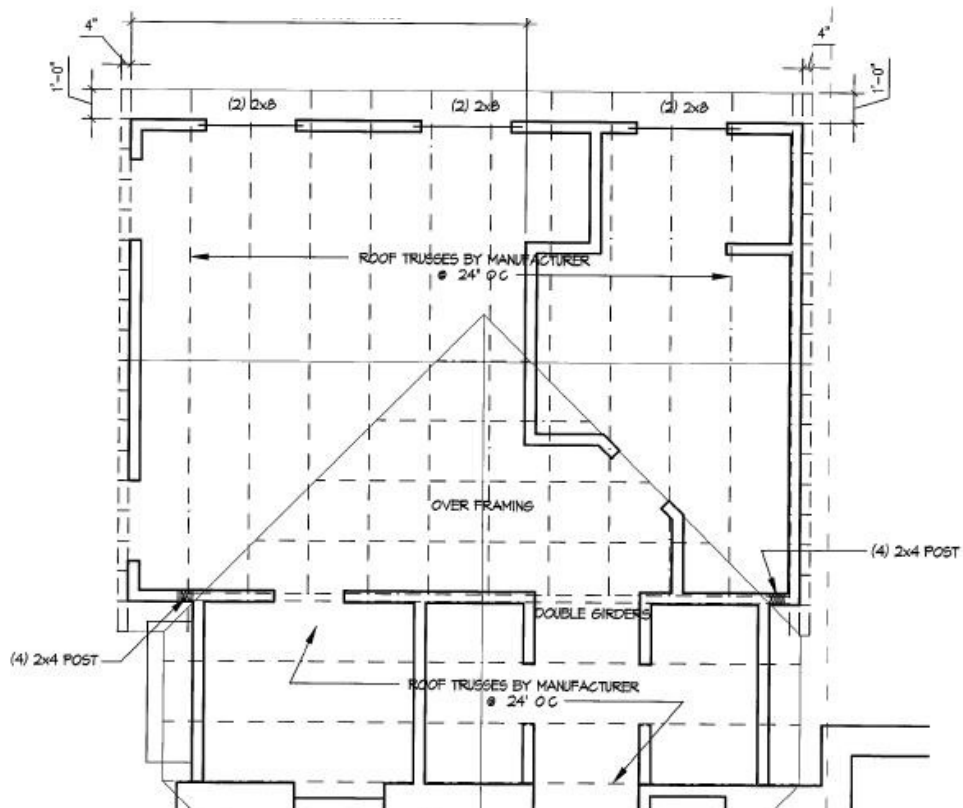 4"
4"
1'-0"
1'-0"
(2) 2x8
(2) 2x8
(2) 2x8
ROOF TRUSSES BY MANUFACTURER
@ 24" OC
OVER FRAMING
(4) 2x4 POST
DOUBLE GIRDERS
(4) 2x4 POST
ROOF TRUSSES BY MANUFACTURER
@ 24' OC